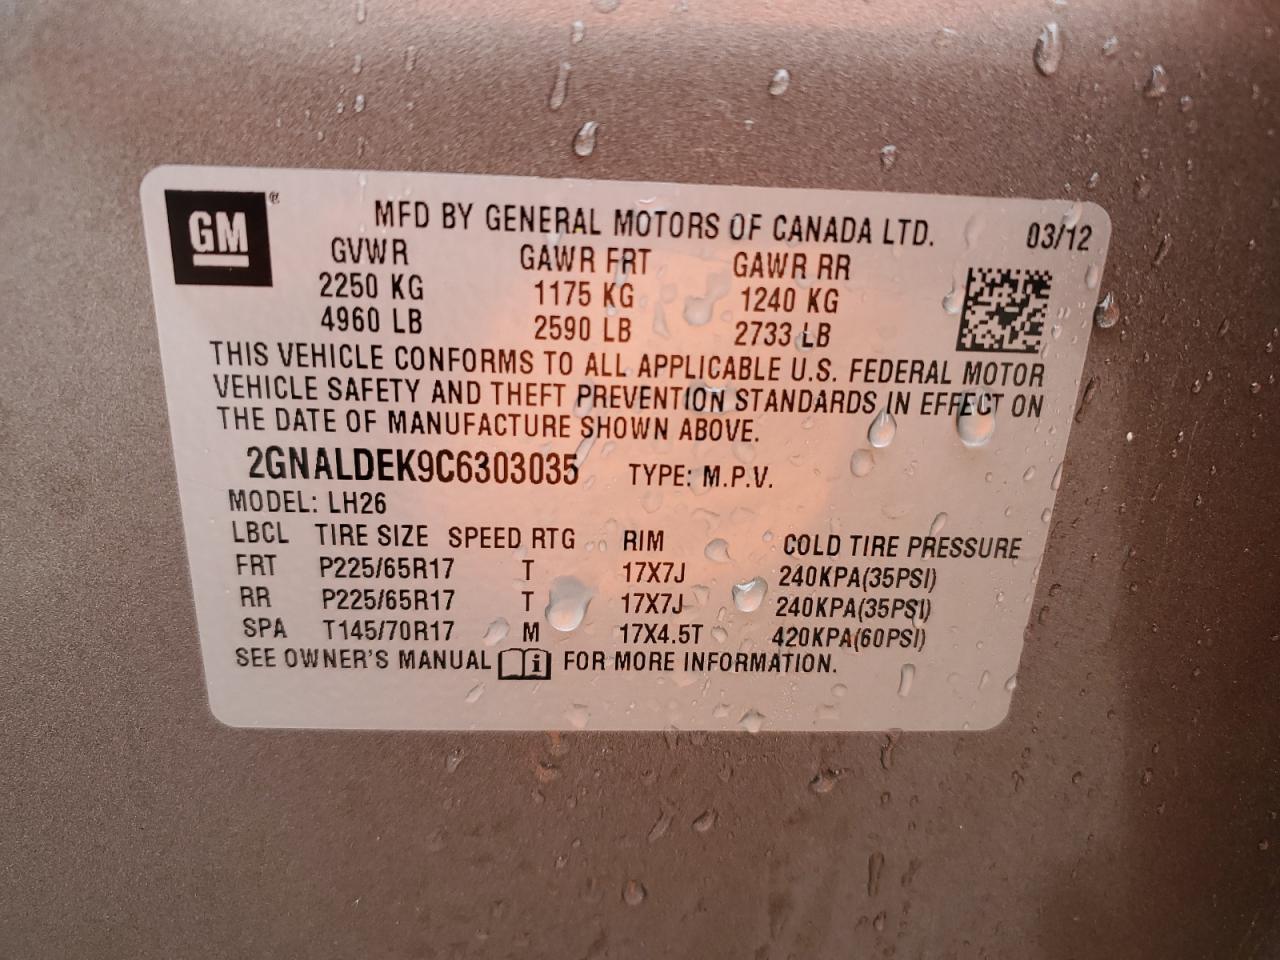 GM ®
MFD BY GENERAL MOTORS OF CANADA LTD. 03/12
GVWR GAWR FRT GAWR RR
2250 KG 1175 KG 1240 KG
4960 LB 2590 LB 2733 LB
THIS VEHICLE CONFORMS TO ALL APPLICABLE U.S. FEDERAL MOTOR
VEHICLE SAFETY AND THEFT PREVENTION STANDARDS IN EFFECT ON
THE DATE OF MANUFACTURE SHOWN ABOVE.
2GNALDEK9C6303035 TYPE: M.P.V.
MODEL: LH26
LBCL TIRE SIZE SPEED RTG RIM COLD TIRE PRESSURE
FRT P225/65R17 T 17X7J 240KPA(35PSI)
RR P225/65R17 T 17X7J 240KPA(35PSI)
SPA T145/70R17 M 17X4.5T 420KPA(60PSI)
SEE OWNER'S MANUAL i FOR MORE INFORMATION.